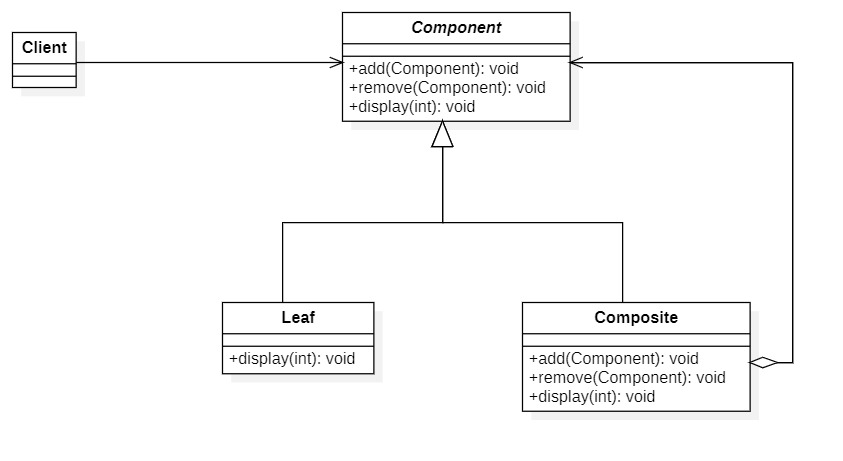 Client
Component
+add(Component): void
+remove(Component): void
+display(int): void
Leaf
+display(int): void
Composite
+add(Component): void
+remove(Component): void
+display(int): void